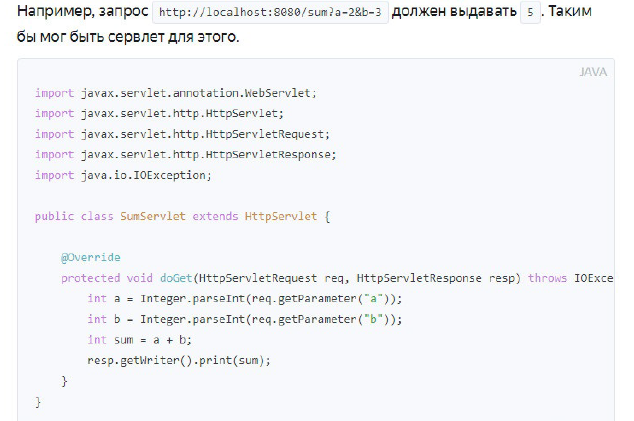 Например, запрос http://localhost:8080/sum?a=2&b=3 должен выдавать 5 . Таким
бы мог быть сервлет для этого.
JAVA
import javax.servlet.annotation.WebServlet;
import javax.servlet.http.HttpServlet;
import javax.servlet.http.HttpServletRequest;
import javax.servlet.http.HttpServletResponse;
import java.io.IOException;
public class SumServlet extends HttpServlet {
@Override
protected void doGet(HttpServletRequest req, HttpServletResponse resp) throws IOExce
int a = Integer.parseInt(req.getParameter("a"));
int b = Integer.parseInt(req.getParameter("b"));
int sum = a + b;
resp.getWriter().print(sum);
}
}